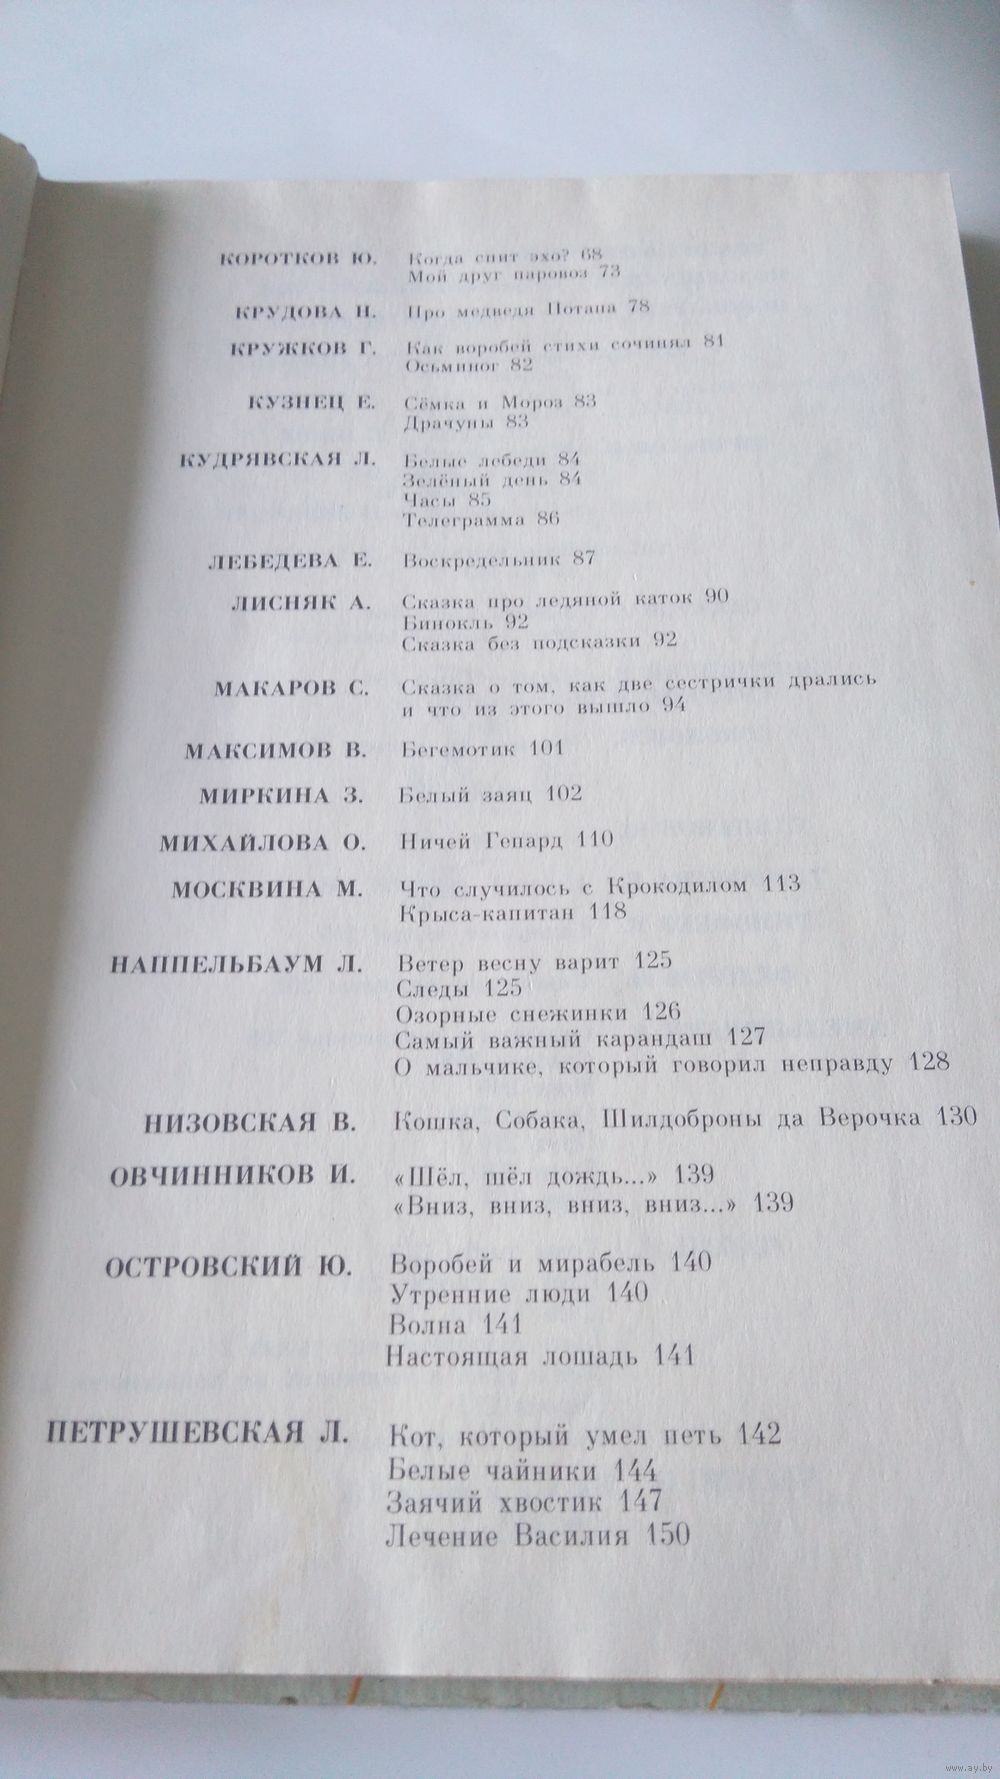 КОРОТКОВ Ю. Когда спит эхо? 68
Мой друг паровоз 73
КРУДОВА Н. Про медведя Потапа 78
КРУЖКОВ Г. Как воробей стихи сочинял 81
Осьминог 82
КУЗНЕЦ Е. Сёмка и Мороз 83
Драчуны 83
КУДРЯВСКАЯ Л. Белые лебеди 84
Зелёный день 84
Часы 85
Телеграмма 86
ЛЕБЕДЕВА Е. Воскредельник 87
ЛИСНЯК А. Сказка про ледяной каток 90
Бинокль 92
Сказка без подсказки 92
МАКАРОВ С. Сказка о том, как две сестрички дрались
и что из этого вышло 94
МАКСИМОВ В. Бегемотик 101
МИРКИНА З. Белый заяц 102
МИХАЙЛОВА О. Ничей Гепард 110
МОСКВИНА М. Что случилось с Крокодилом 113
Крыса-капитан 118
НАППЕЛЬБАУМ Л. Ветер весну варит 125
Следы 125
Озорные снежинки 126
Самый важный карандаш 127
О мальчике, который говорил неправду 128
НИЗОВСКАЯ В. Кошка, Собака, Шилдоброны да Верочка 130
ОВЧИННИКОВ И. «Шёл, шёл дождь...» 139
«Вниз, вниз, вниз, вниз...» 139
ОСТРОВСКИЙ Ю. Воробей и мирабель 140
Утренние люди 140
Волна 141
Настоящая лошадь 141
ПЕТРУШЕВСКАЯ Л. Кот, который умел петь 142
Белые чайники 144
Заячий хвостик 147
Лечение Василия 150
www.ay.by